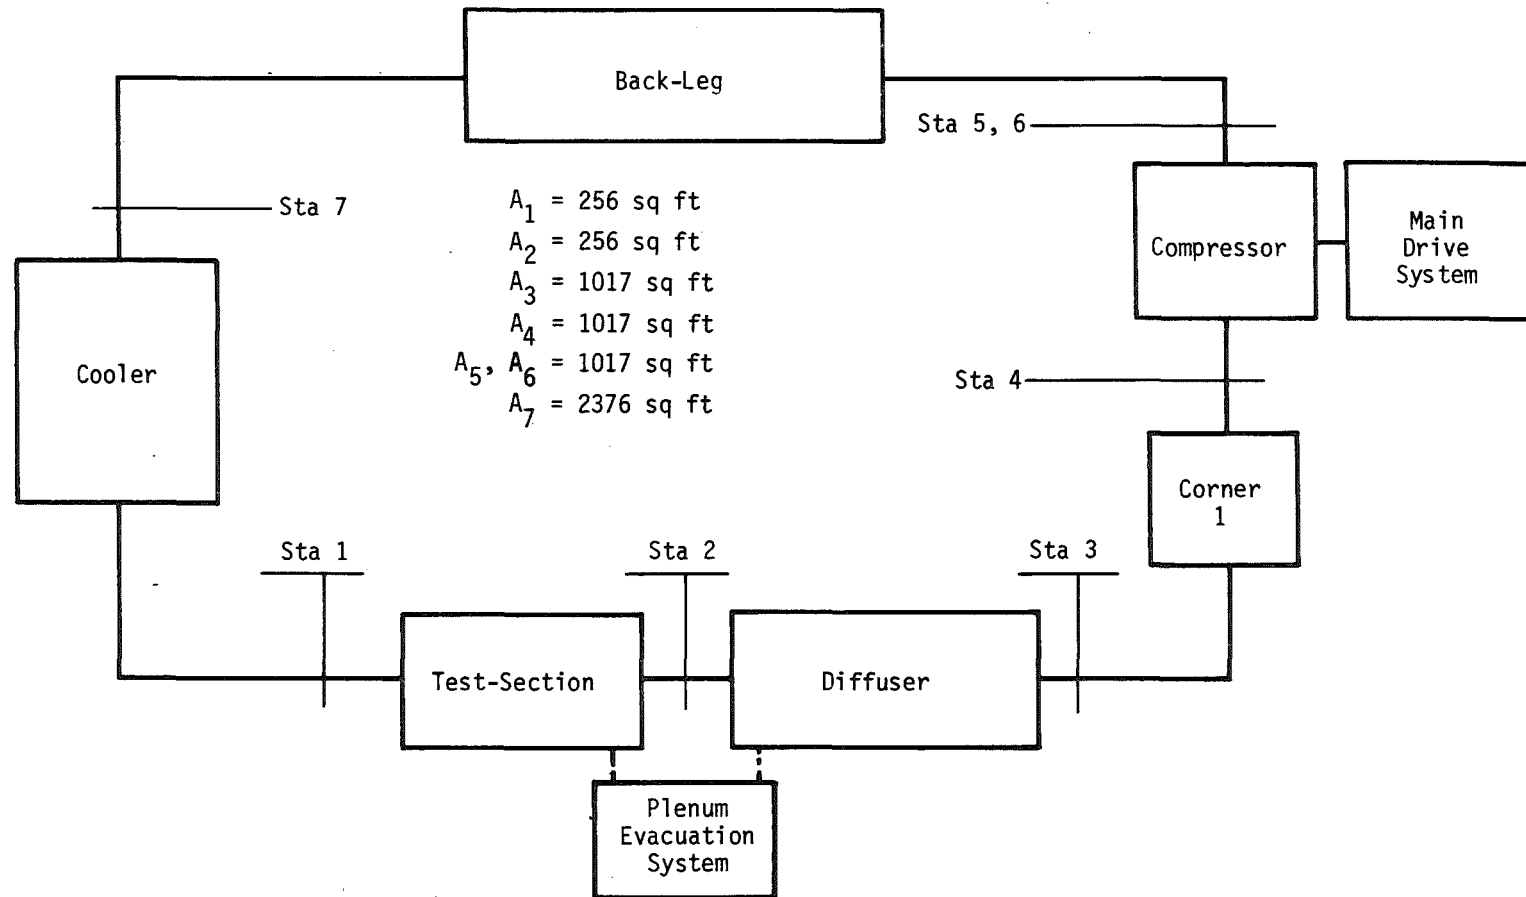 Back-Leg
Sta 5, 6
Sta 7
A₁ = 256 sq ft
A₂ = 256 sq ft
A₃ = 1017 sq ft
A₄ = 1017 sq ft
A₅, A₆ = 1017 sq ft
A₇ = 2376 sq ft
Compressor
Main
Drive
System
Cooler
Sta 4
Corner
1
Sta 1
Sta 2
Sta 3
Test-Section
Diffuser
Plenum
Evacuation
System